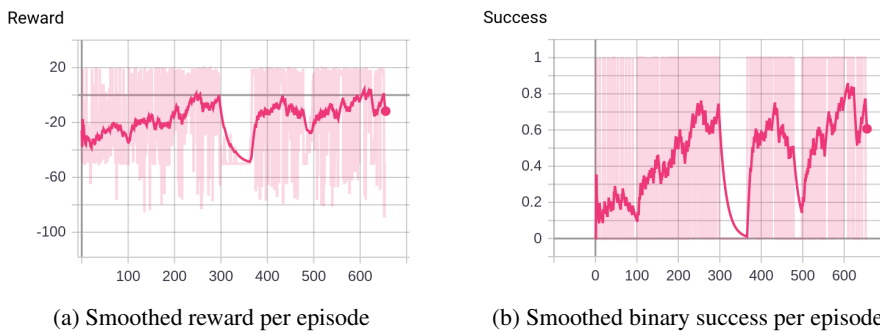 Reward
20
-20
-60
-100
100 200 300 400 500 600
(a) Smoothed reward per episode
Success
1
0.8
0.6
0.4
0.2
0
0 100 200 300 400 500 600
(b) Smoothed binary success per episode